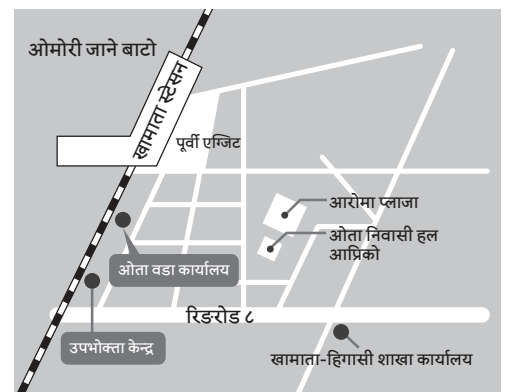 ओमोरी जाने बाटो
खामाता स्टेसन
पूर्वी एग्जिट
आरोमा प्लाजा
ओता निवासी हल
आप्रिको
ओता वडा कार्यालय
रिङरोड ८
उपभोक्ता केन्द्र
खामाता-हिगासी शाखा कार्यालय